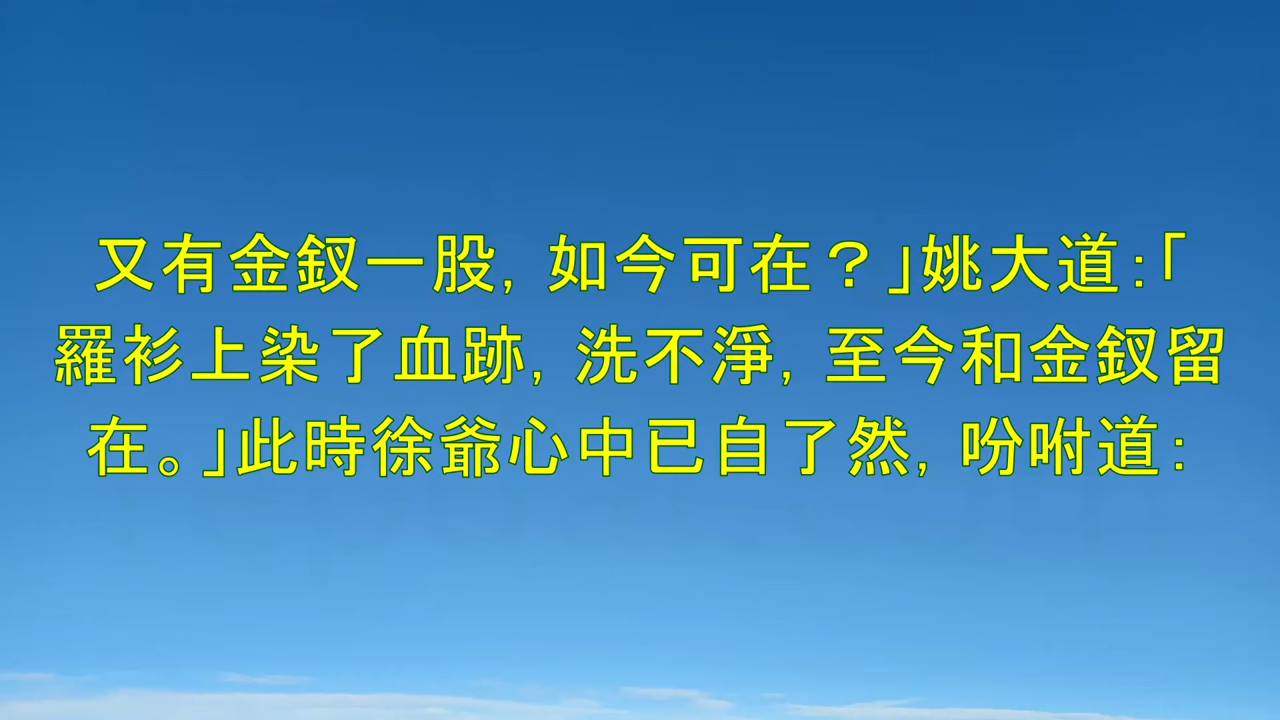 又有金釵一股，如今可在？」姚大道：「
羅衫上染了血跡，洗不淨，至今和金釵留
在。」此時徐爺心中已自了然，吩咐道：